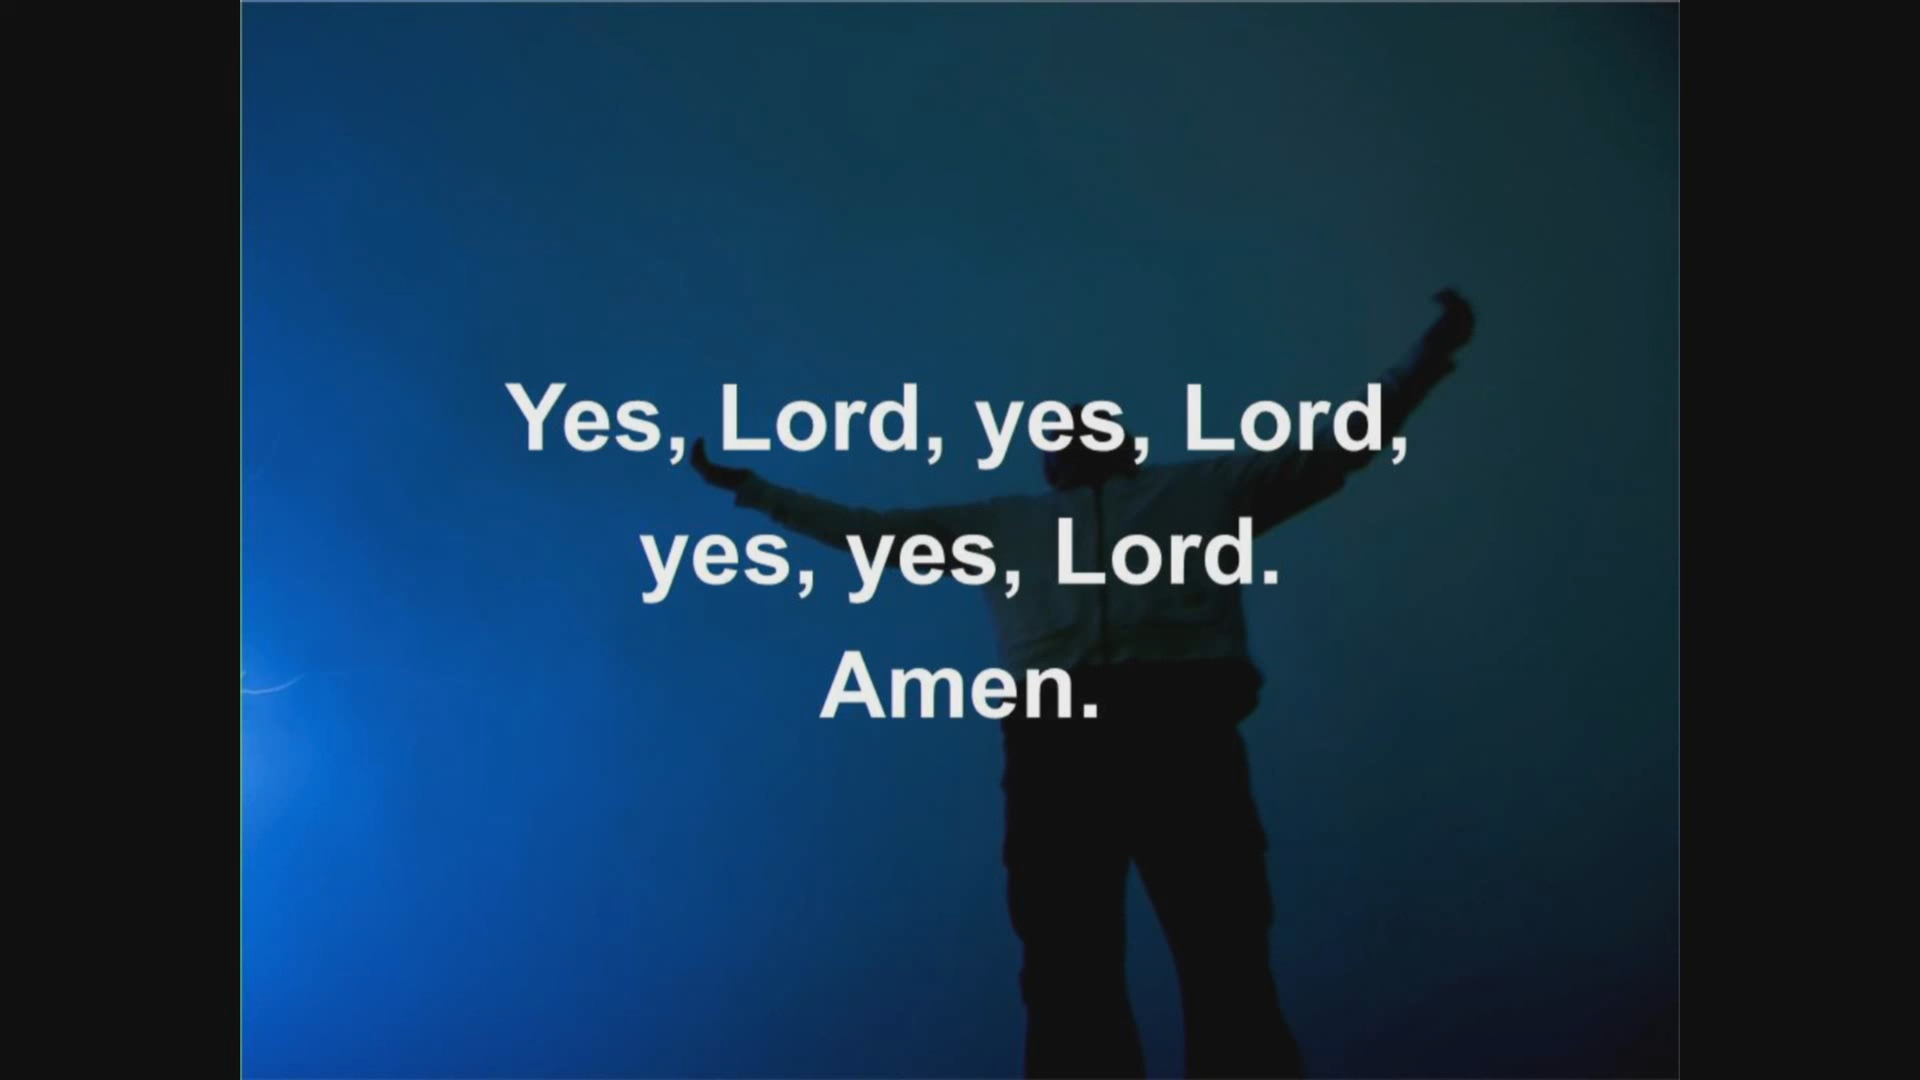 Yes, Lord, yes, Lord,
yes, yes, Lord.
Amen.